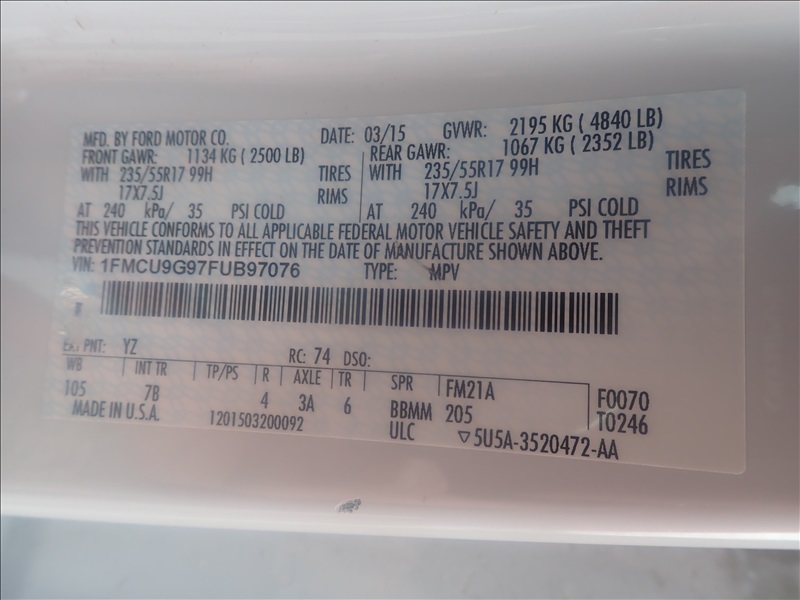 MFD. BY FORD MOTOR CO. DATE: 03/15 GVWR: 2195 KG ( 4840 LB)
FRONT GAWR: 1134 KG ( 2500 LB) REAR GAWR: 1067 KG ( 2352 LB)
WITH 235/55R17 99H TIRES WITH 235/55R17 99H TIRES
17X7.5J RIMS 17X7.5J RIMS
AT 240 kPa/ 35 PSI COLD AT 240 kPa/ 35 PSI COLD
THIS VEHICLE CONFORMS TO ALL APPLICABLE FEDERAL MOTOR VEHICLE SAFETY AND THEFT
PREVENTION STANDARDS IN EFFECT ON THE DATE OF MANUFACTURE SHOWN ABOVE.
VIN: 1FMCU9G97FUB97076 TYPE: MPV
EXT PNT: YZ RC: 74 DSO:
WB INT TR TP/PS R AXLE TR SPR FM21A F0070
105 7B 4 3A 6 BBMM 205 T0246
MADE IN U.S.A. 1201503200092 ULC ▽5U5A-3520472-AA